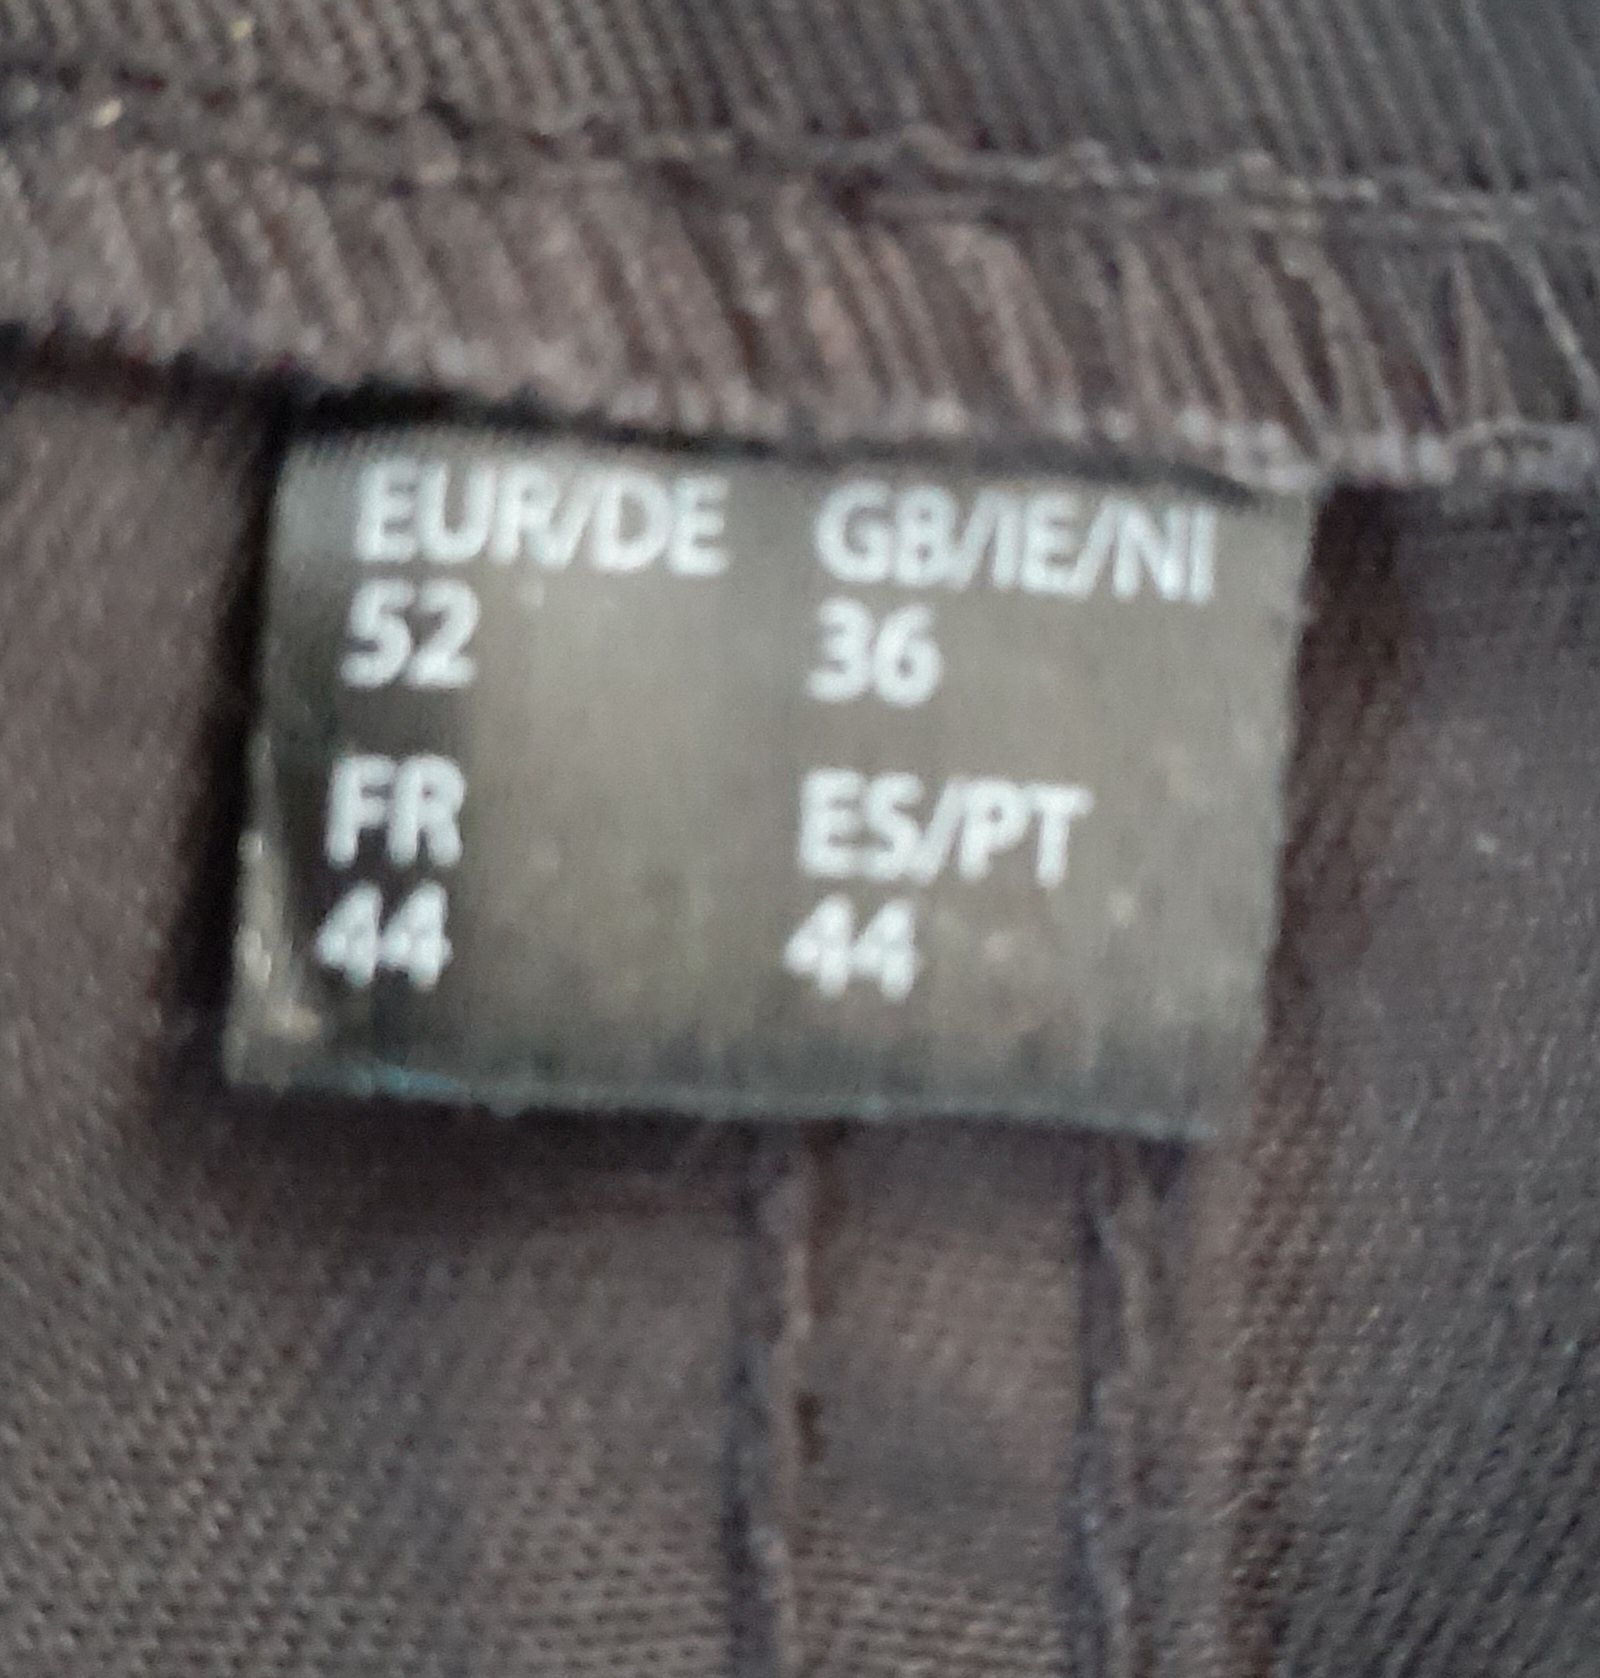 EUR/DE GB/IE/NI
52 36
FR ES/PT
44 44